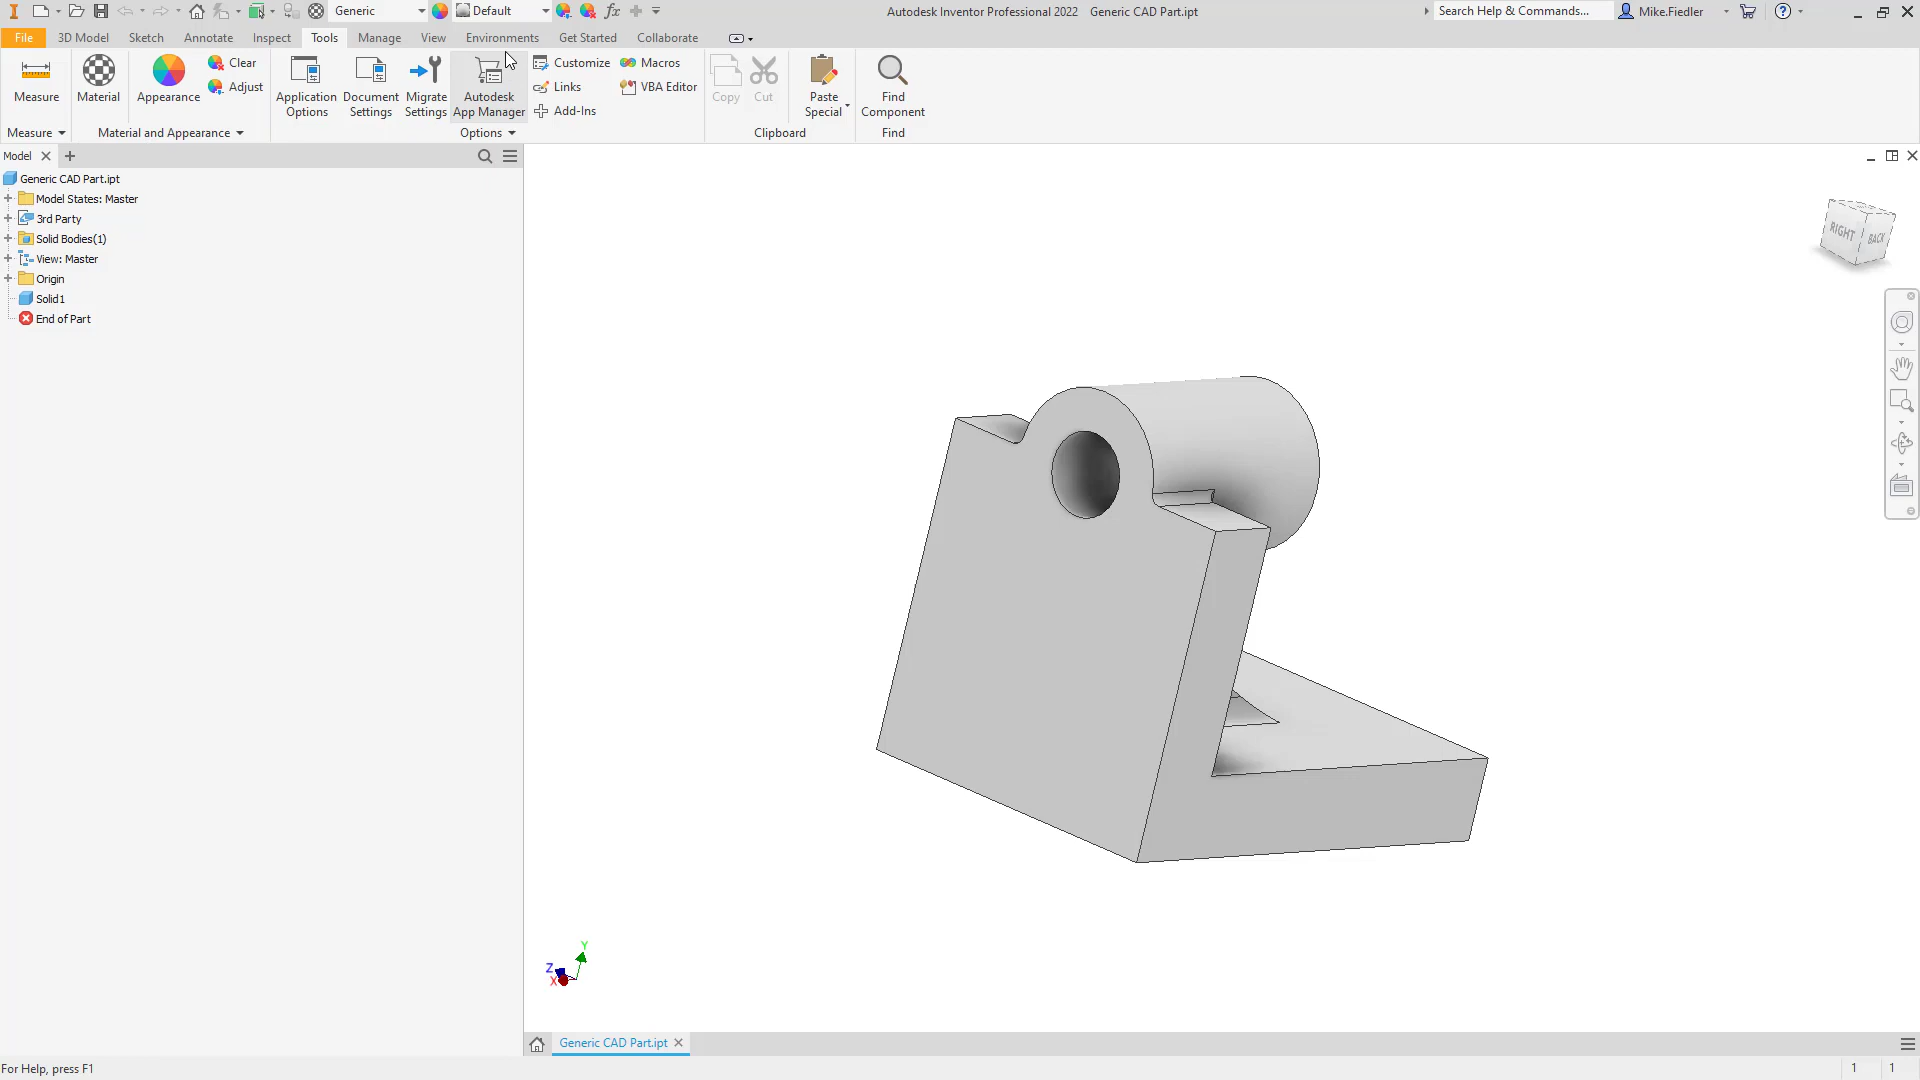 Generic
Default
Autodesk Inventor Professional 2022 Generic CAD Part.ipt
Search Help & Commands...
Mike.Fiedler
File
3D Model
Sketch
Annotate
Inspect
Tools
Manage
View
Environments
Get Started
Collaborate
Measure
Material
Appearance
Clear
Adjust
Application Options
Document Settings
Migrate Settings
Autodesk App Manager
Customize
Links
Add-Ins
Macros
VBA Editor
Copy
Cut
Paste Special
Find Component
Measure
Material and Appearance
Options
Clipboard
Find
Model
Generic CAD Part.ipt
Model States: Master
3rd Party
Solid Bodies(1)
View: Master
Origin
Solid1
End of Part
RIGHT
BACK
Y
Z
X
Generic CAD Part.ipt
For Help, press F1
1
1